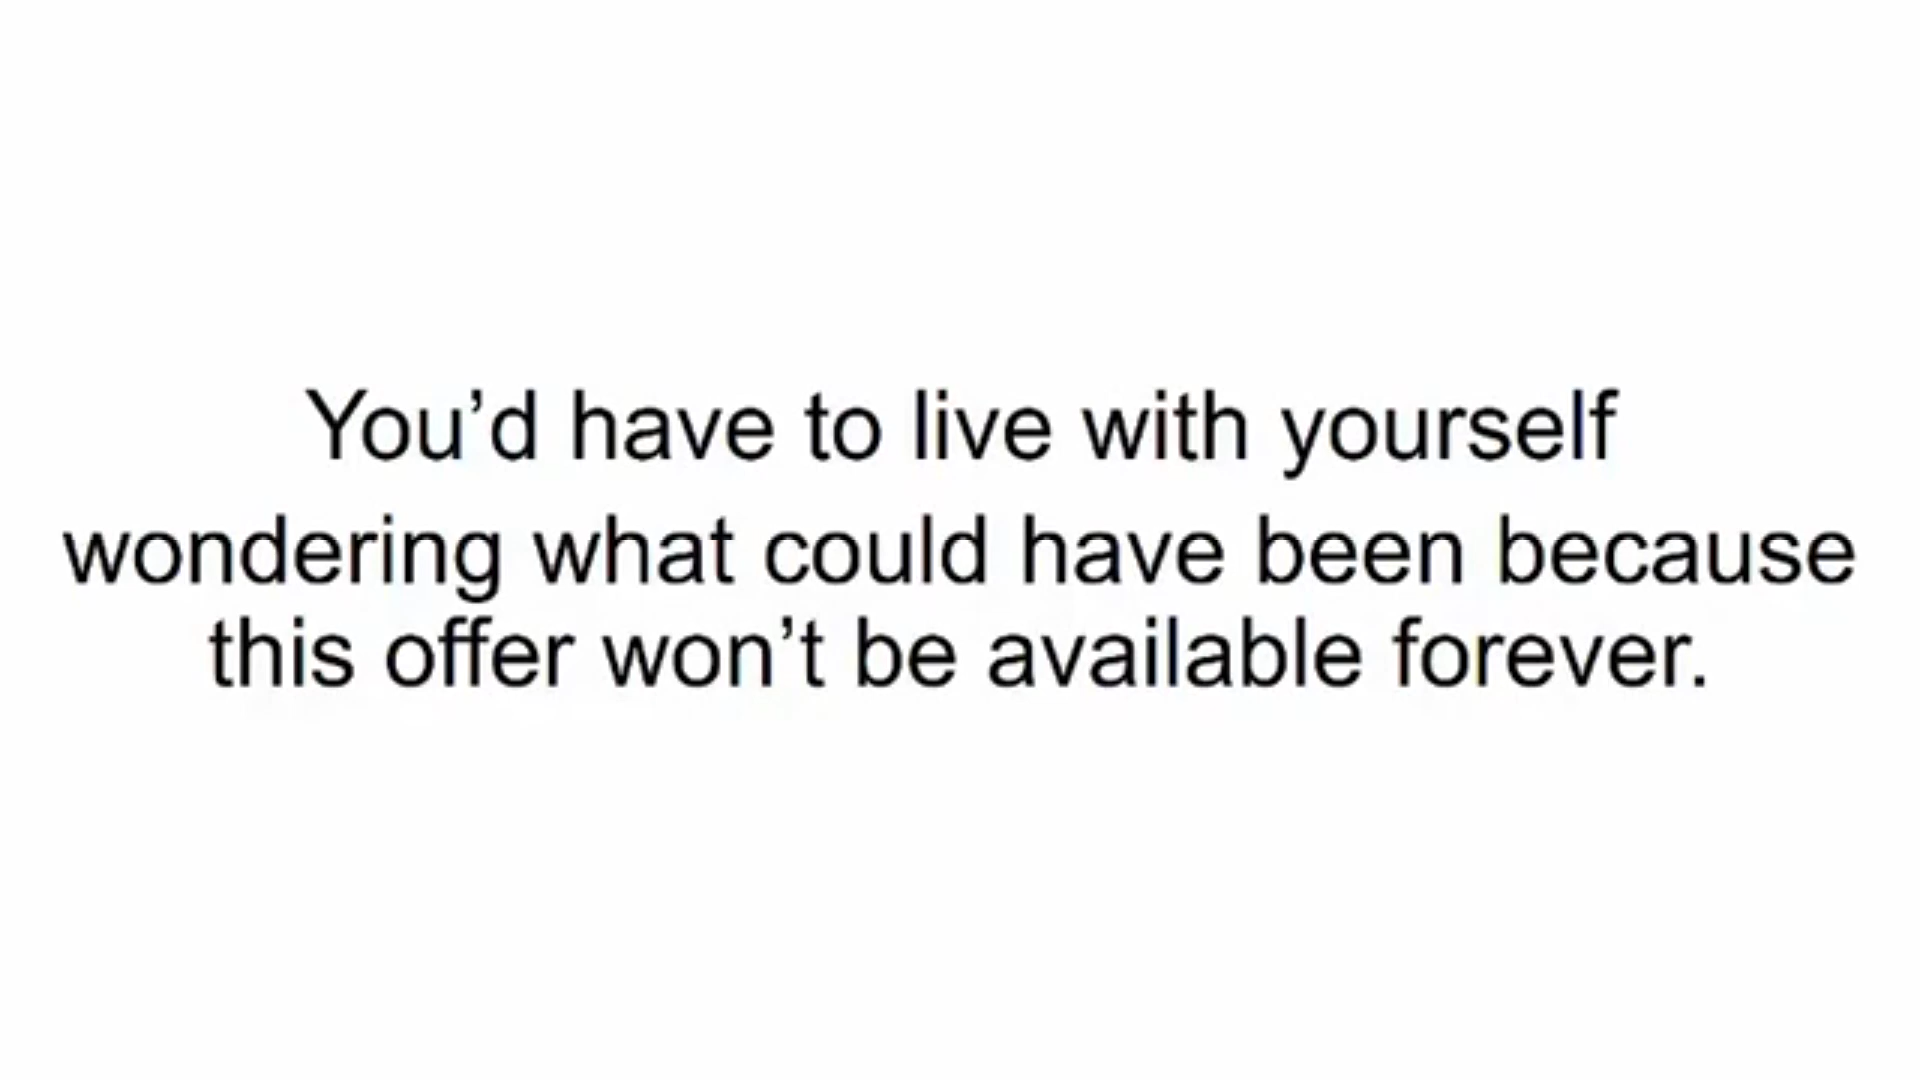 You’d have to live with yourself
wondering what could have been because
this offer won’t be available forever.